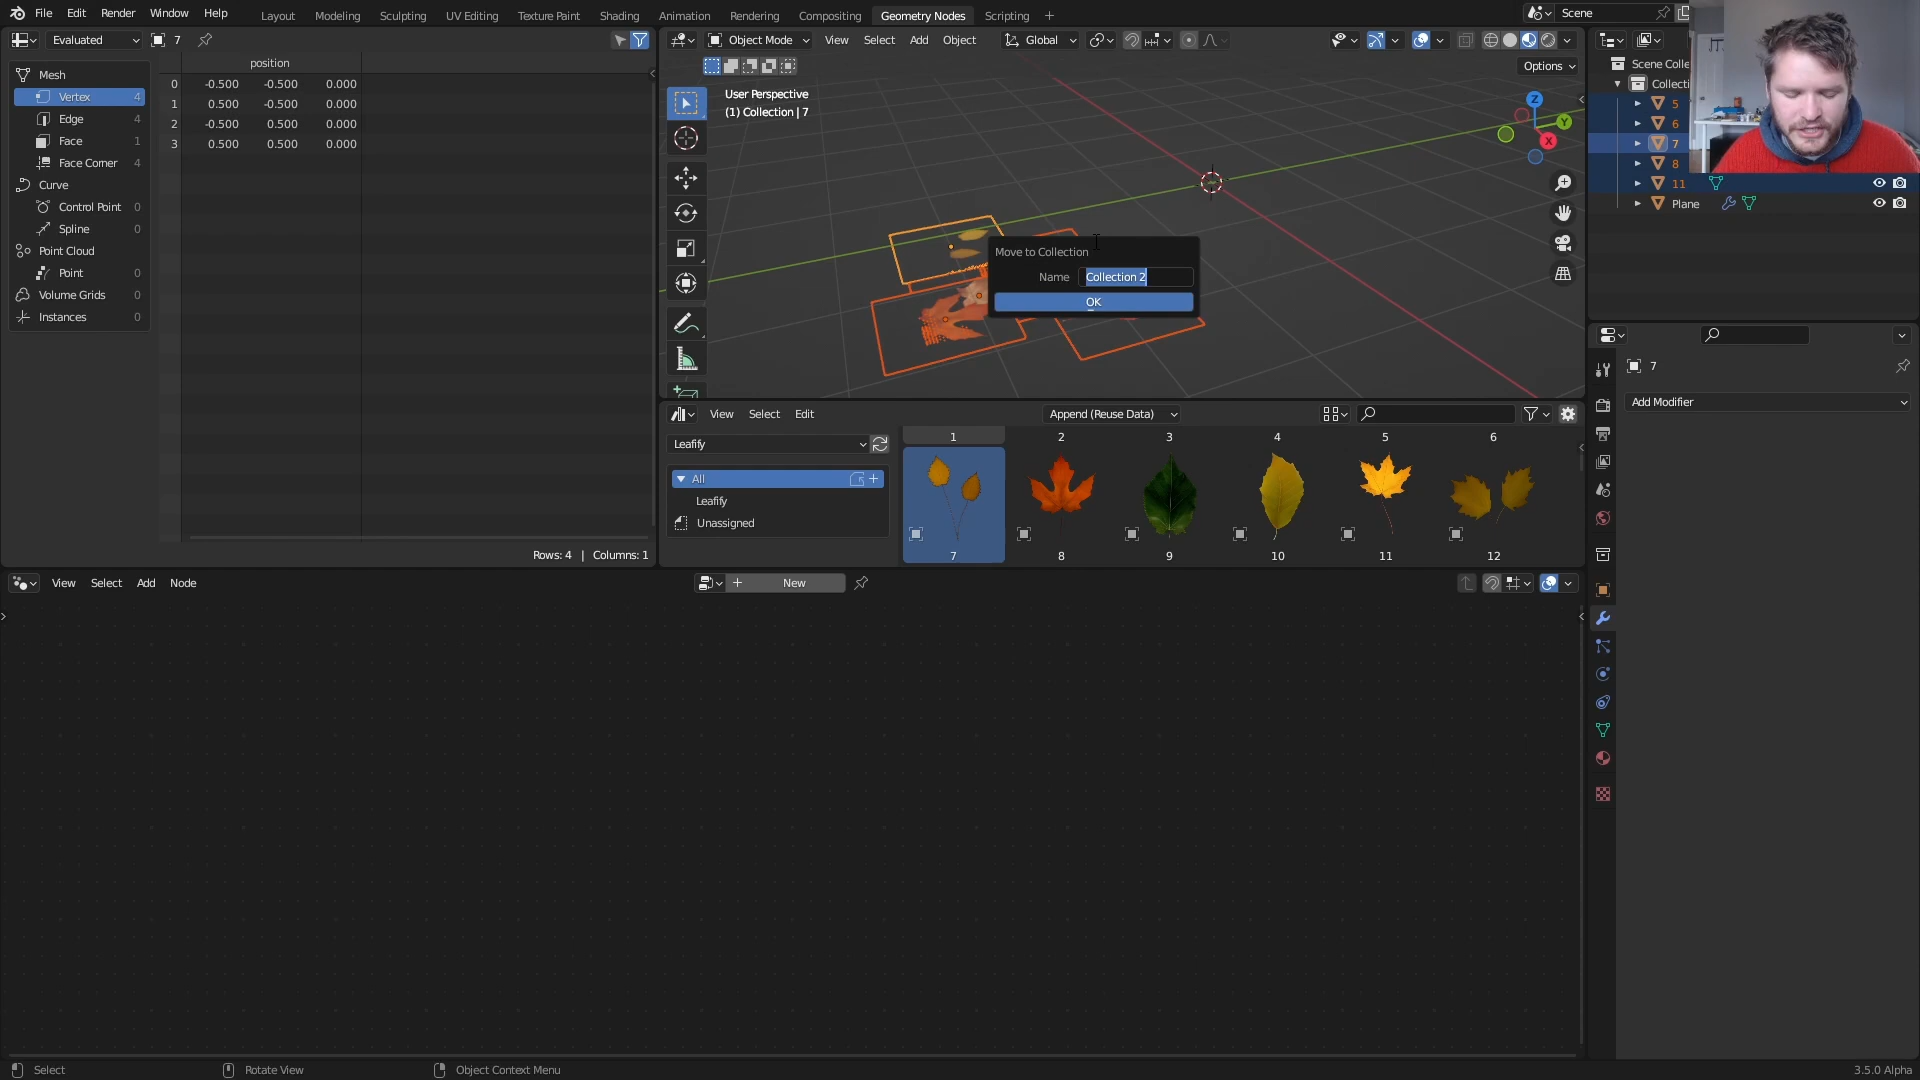 File Edit Render Window Help Layout Modeling Sculpting UV Editing Texture Paint Shading Animation Rendering Compositing Geometry Nodes Scripting + Scene
Evaluated 7
Object Mode View Select Add Object Global
Options
position
Mesh
Vertex 4
Edge 4
Face 1
Face Corner 4
Curve
Control Point 0
Spline 0
Point Cloud
Point 0
Volume Grids 0
Instances 0
0 -0.500 -0.500 0.000
1 0.500 -0.500 0.000
2 -0.500 0.500 0.000
3 0.500 0.500 0.000
Rows: 4 | Columns: 1
User Perspective
(1) Collection | 7
Z
Y
X
Move to Collection
Name Collection 2
OK
Scene Colle
Collecti
5
6
7
8
11
Plane
7
Add Modifier
View Select Edit Append (Reuse Data)
Leafify
All
Leafify
Unassigned
1 2 3 4 5 6
7 8 9 10 11 12
View Select Add Node New
Select Rotate View Object Context Menu 3.5.0 Alpha